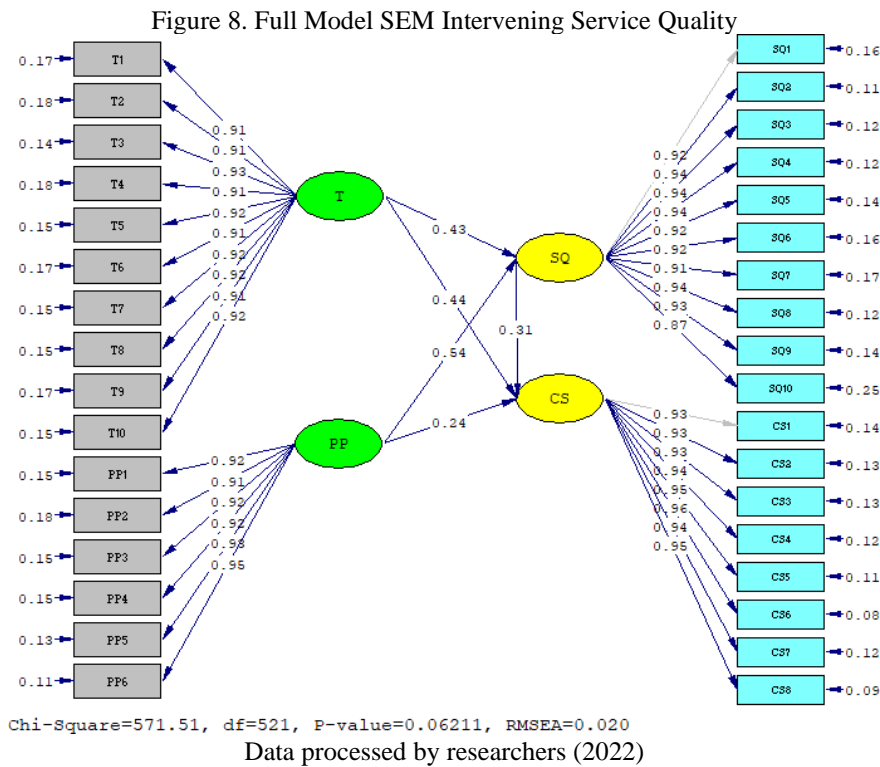 Figure 8. Full Model SEM Intervening Service Quality
0.17 T1
0.18 T2
0.14 T3
0.18 T4
0.15 T5
0.17 T6
0.15 T7
0.15 T8
0.17 T9
0.15 T10
0.15 PP1
0.18 PP2
0.15 PP3
0.15 PP4
0.13 PP5
0.11 PP6
0.91
0.91
0.93
0.91
0.92
0.91
0.92
0.92
0.91
0.92
T
0.92
0.91
0.92
0.92
0.93
0.95
PP
0.43
0.44
0.54
0.24
0.31
SQ
CS
0.92
0.94
0.94
0.94
0.92
0.92
0.91
0.94
0.93
0.87
0.93
0.93
0.93
0.94
0.95
0.96
0.94
0.95
SQ1 0.16
SQ2 0.11
SQ3 0.12
SQ4 0.12
SQ5 0.14
SQ6 0.16
SQ7 0.17
SQ8 0.12
SQ9 0.14
SQ10 0.25
CS1 0.14
CS2 0.13
CS3 0.13
CS4 0.12
CS5 0.11
CS6 0.08
CS7 0.12
CS8 0.09
Chi-Square=571.51, df=521, P-value=0.06211, RMSEA=0.020
Data processed by researchers (2022)